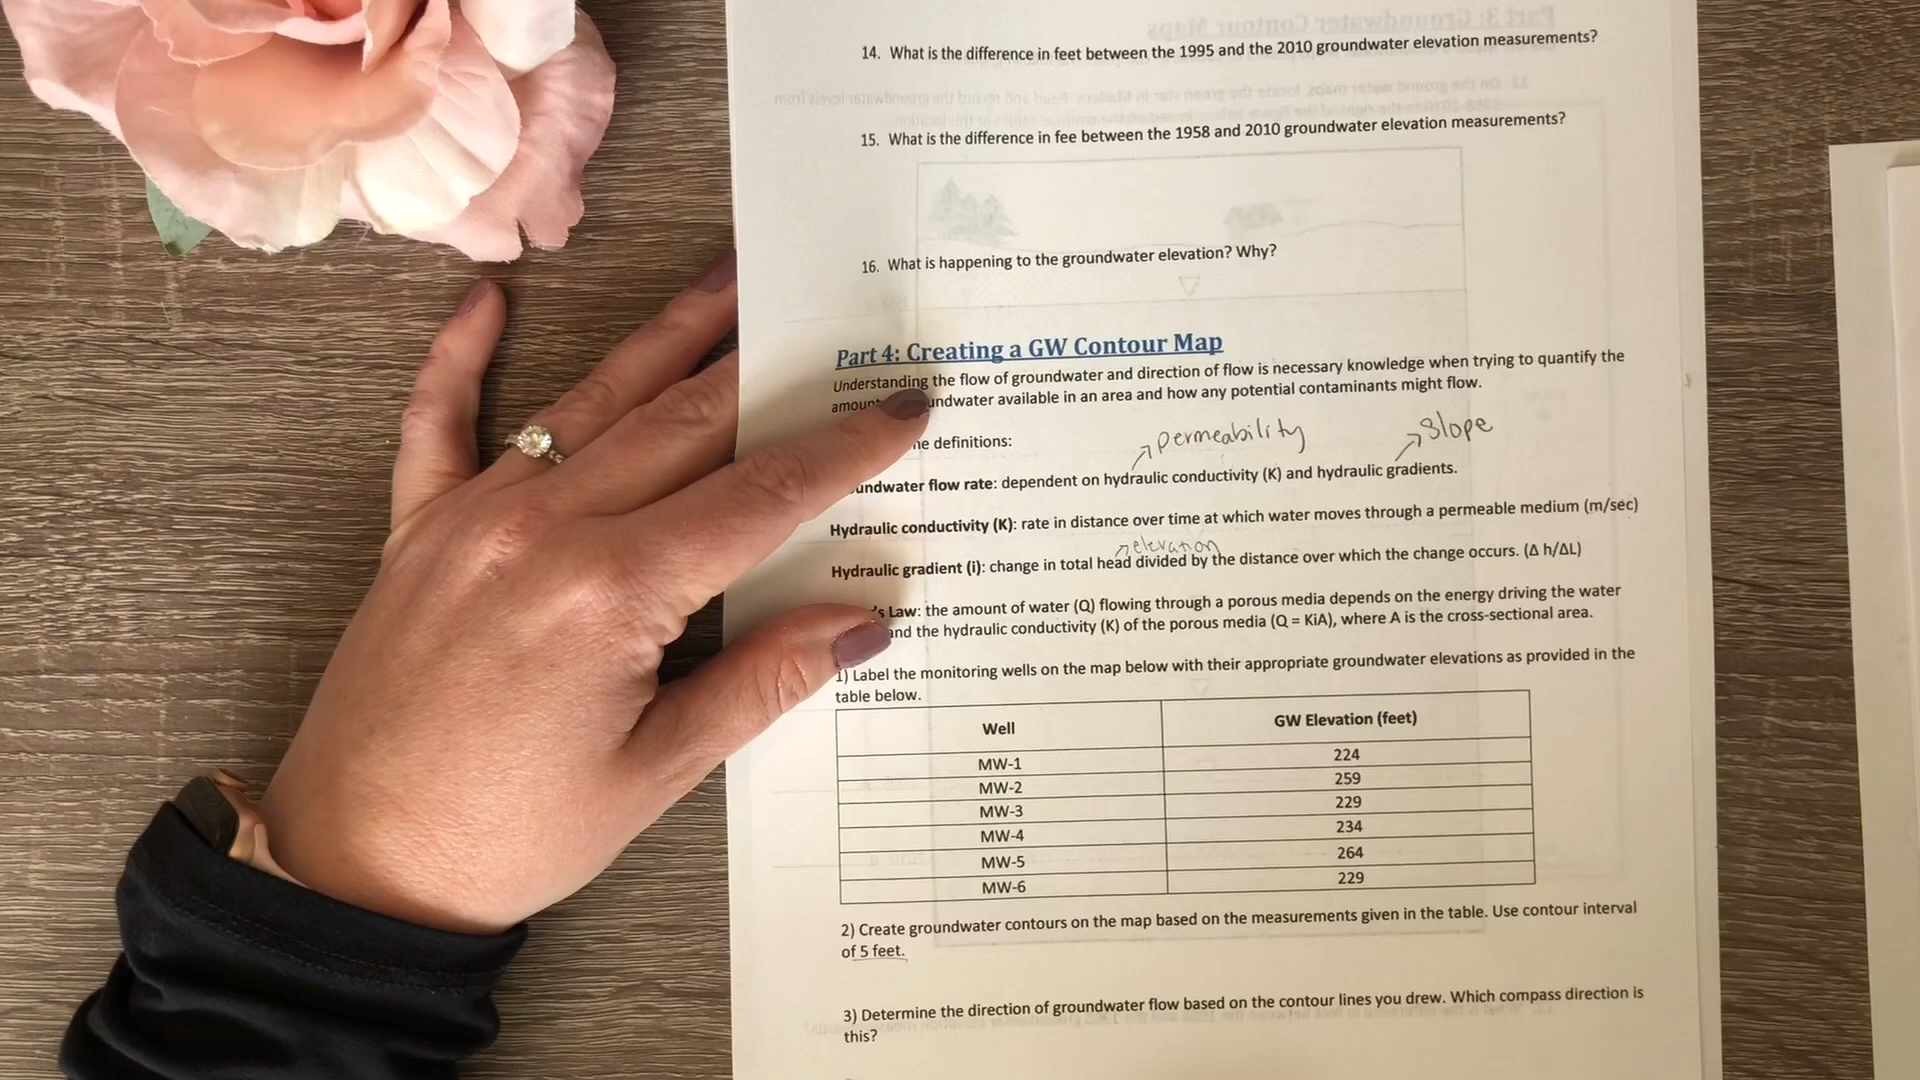 14. What is the difference in feet between the 1995 and the 2010 groundwater elevation measurements?
15. What is the difference in fee between the 1958 and 2010 groundwater elevation measurements?
16. What is happening to the groundwater elevation? Why?
Part 4: Creating a GW Contour Map
Understanding the flow of groundwater and direction of flow is necessary knowledge when trying to quantify the
groundwater available in an area and how any potential contaminants might flow.
definitions:
permeability
slope
flow rate: dependent on hydraulic conductivity (K) and hydraulic gradients.
Hydraulic conductivity (K): rate in distance over time at which water moves through a permeable medium (m/sec)
elevation
Hydraulic gradient (i): change in total head divided by the distance over which the change occurs. (Δ h/ΔL)
Law: the amount of water (Q) flowing through a porous media depends on the energy driving the water
and the hydraulic conductivity (K) of the porous media (Q = KiA), where A is the cross-sectional area.
1) Label the monitoring wells on the map below with their appropriate groundwater elevations as provided in the
table below.
Well GW Elevation (feet)
MW-1 224
MW-2 259
MW-3 229
MW-4 234
MW-5 264
MW-6 229
2) Create groundwater contours on the map based on the measurements given in the table. Use contour interval
of 5 feet.
3) Determine the direction of groundwater flow based on the contour lines you drew. Which compass direction is
this?